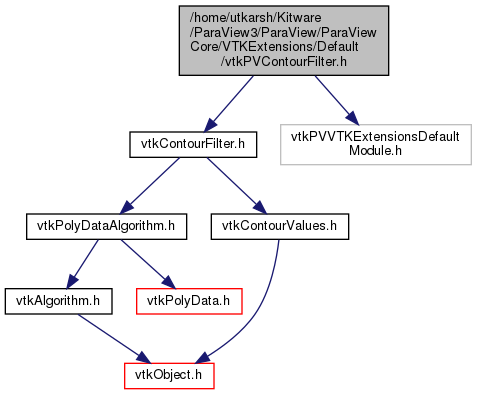 /home/utkarsh/Kitware
/ParaView3/ParaView/ParaView
Core/VTKExtensions/Default
/vtkPVContourFilter.h
vtkContourFilter.h
vtkPVVTKExtensionsDefault
Module.h
vtkPolyDataAlgorithm.h
vtkContourValues.h
vtkAlgorithm.h
vtkPolyData.h
vtkObject.h